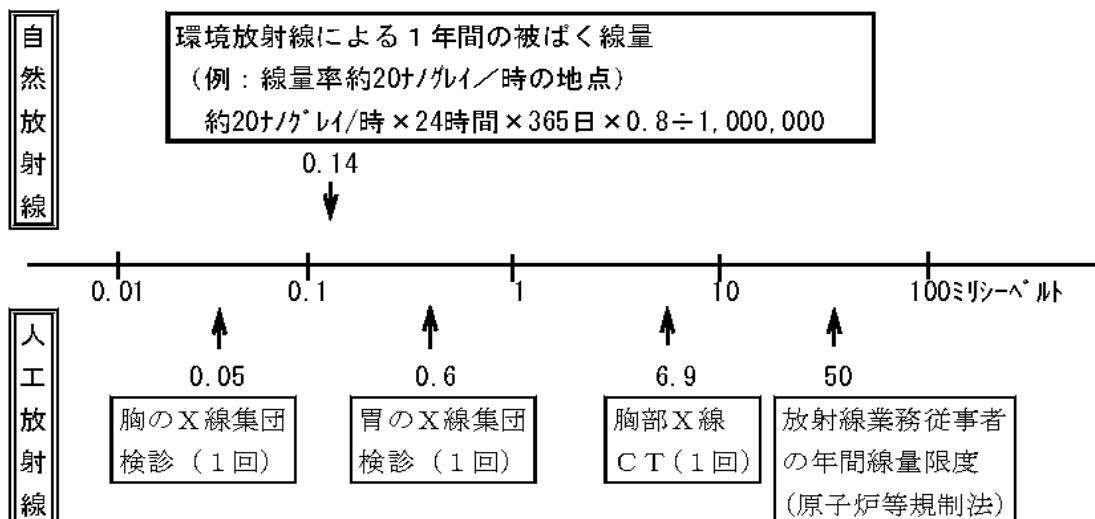 自然放射線
環境放射線による1年間の被ばく線量
(例:線量率約20ナノグレイ/時の地点)
約20ナノグレイ/時×24時間×365日×0.8÷1,000,000
0.14
0.01
0.1
1
10
100ミリシーベルト
人工放射線
0.05
胸のX線集団
検診(1回)
0.6
胃のX線集団
検診(1回)
6.9
胸部X線
CT(1回)
50
放射線業務従事者
の年間線量限度
(原子炉等規制法)